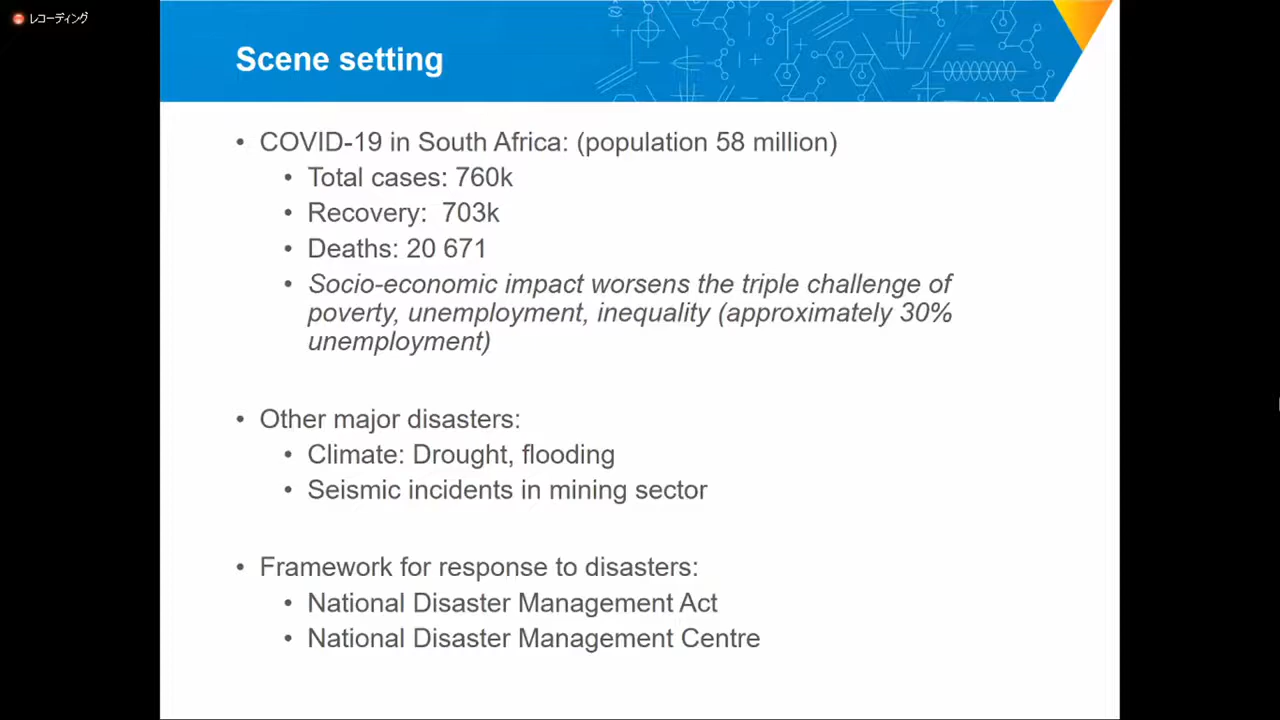 レコーディング
Scene setting
• COVID-19 in South Africa: (population 58 million)
• Total cases: 760k
• Recovery: 703k
• Deaths: 20 671
• Socio-economic impact worsens the triple challenge of
poverty, unemployment, inequality (approximately 30%
unemployment)
• Other major disasters:
• Climate: Drought, flooding
• Seismic incidents in mining sector
• Framework for response to disasters:
• National Disaster Management Act
• National Disaster Management Centre